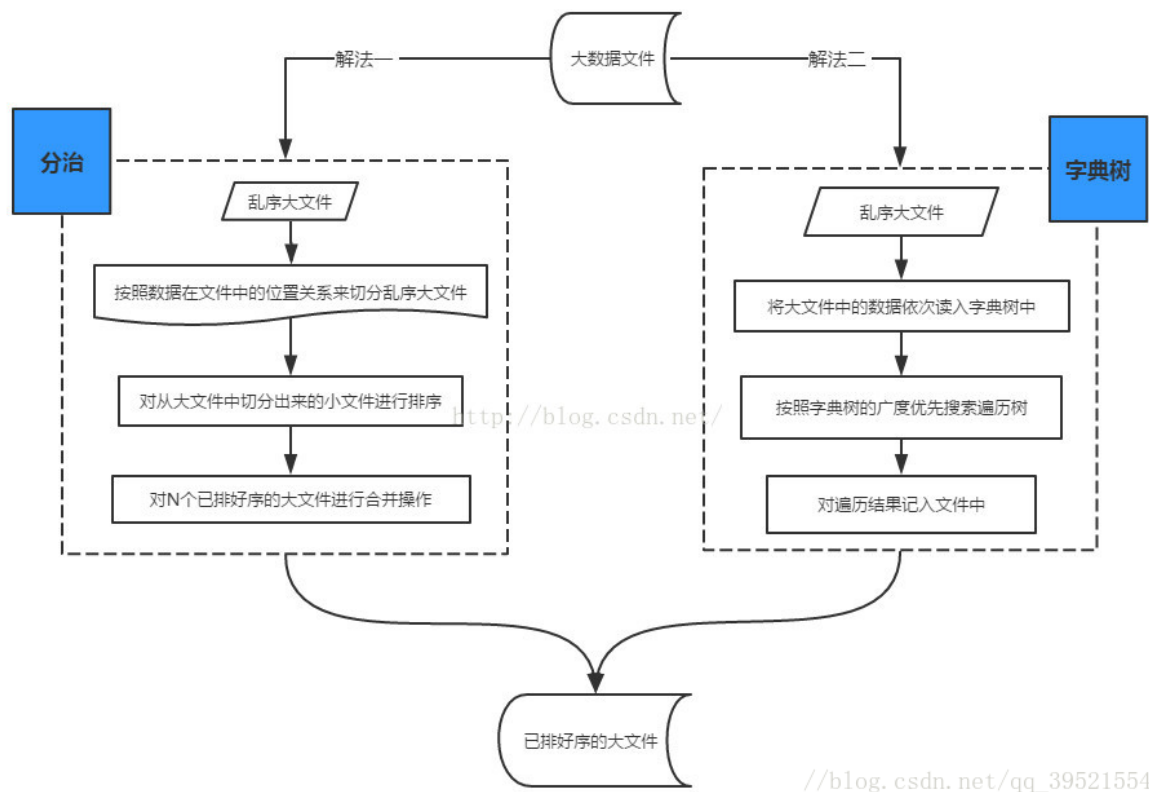 大数据文件
解法一
解法二
分治
乱序大文件
按照数据在文件中的位置关系来切分乱序大文件
对从大文件中切分出来的小文件进行排序
对N个已排好序的大文件进行合并操作
字典树
乱序大文件
将大文件中的数据依次读入字典树中
按照字典树的广度优先搜索遍历树
对遍历结果记入文件中
http://blog.csdn.net/
已排好序的大文件
//blog.csdn.net/qq_39521554